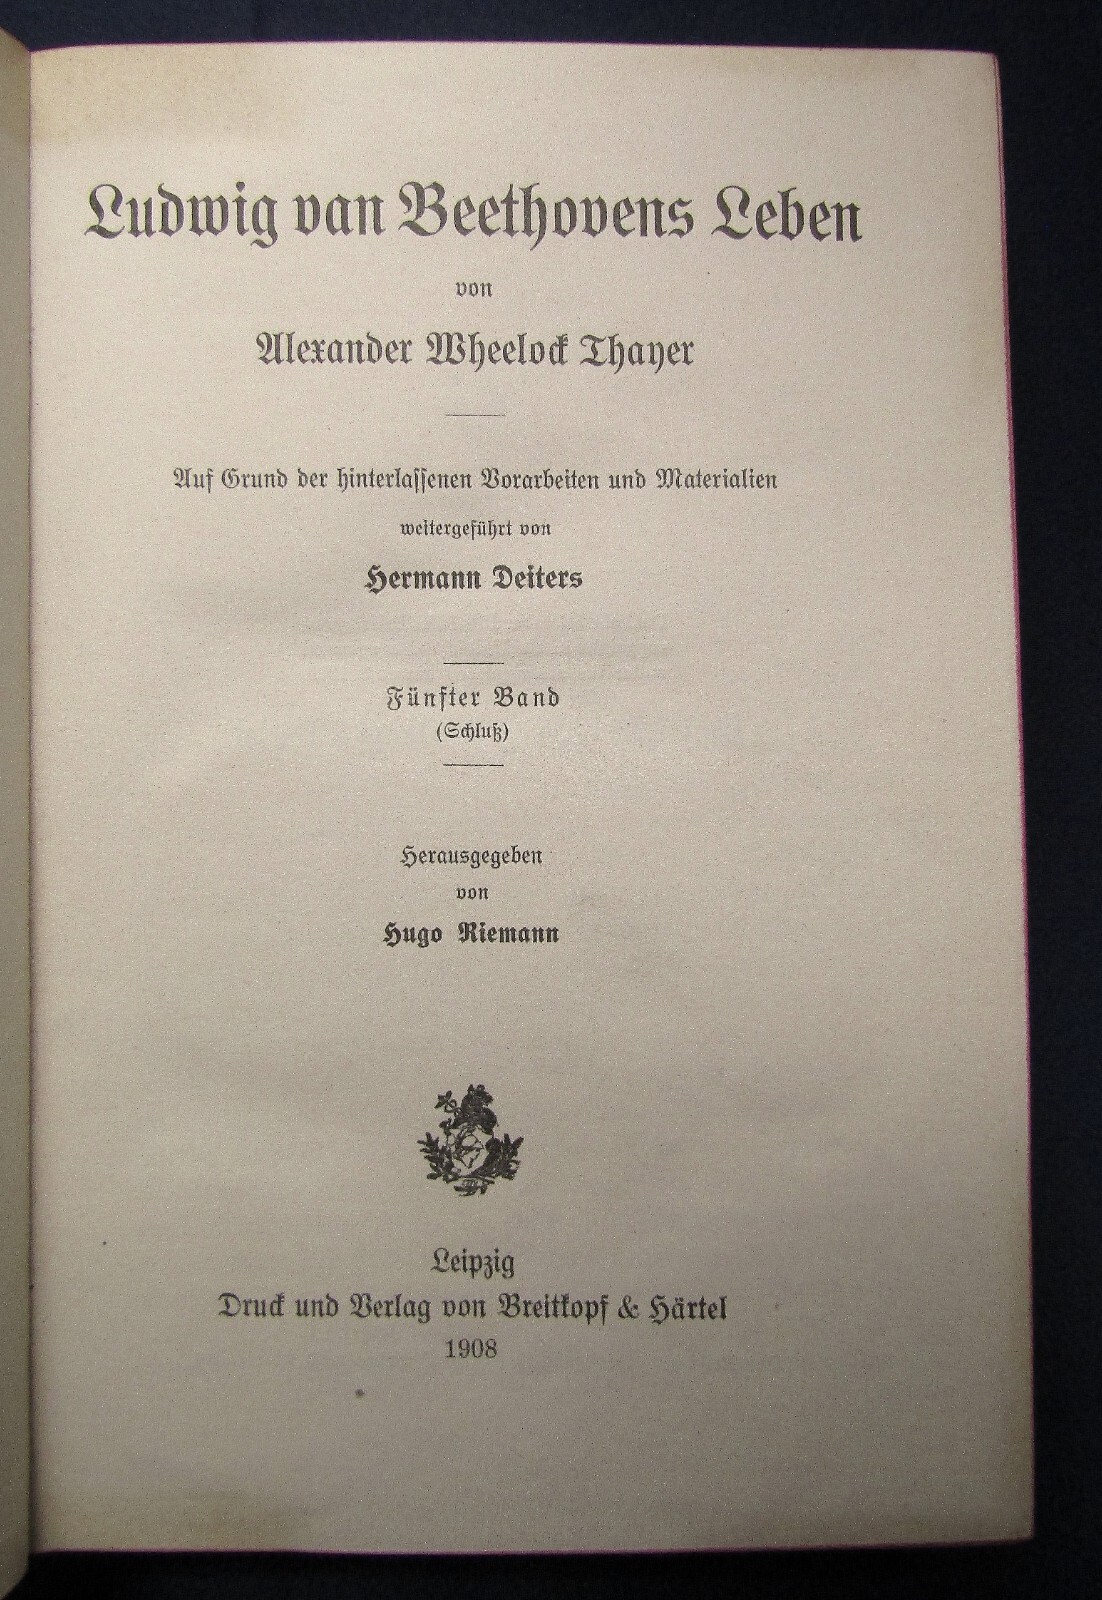 Ludwig van Beethovens Leben
von
Alexander Wheelock Thayer
Auf Grund der hinterlassenen Vorarbeiten und Materialien
weitergeführt von
Hermann Deiters
Fünfter Band
(Schluß)
Herausgegeben
von
Hugo Riemann
Leipzig
Druck und Verlag von Breitkopf & Härtel
1908